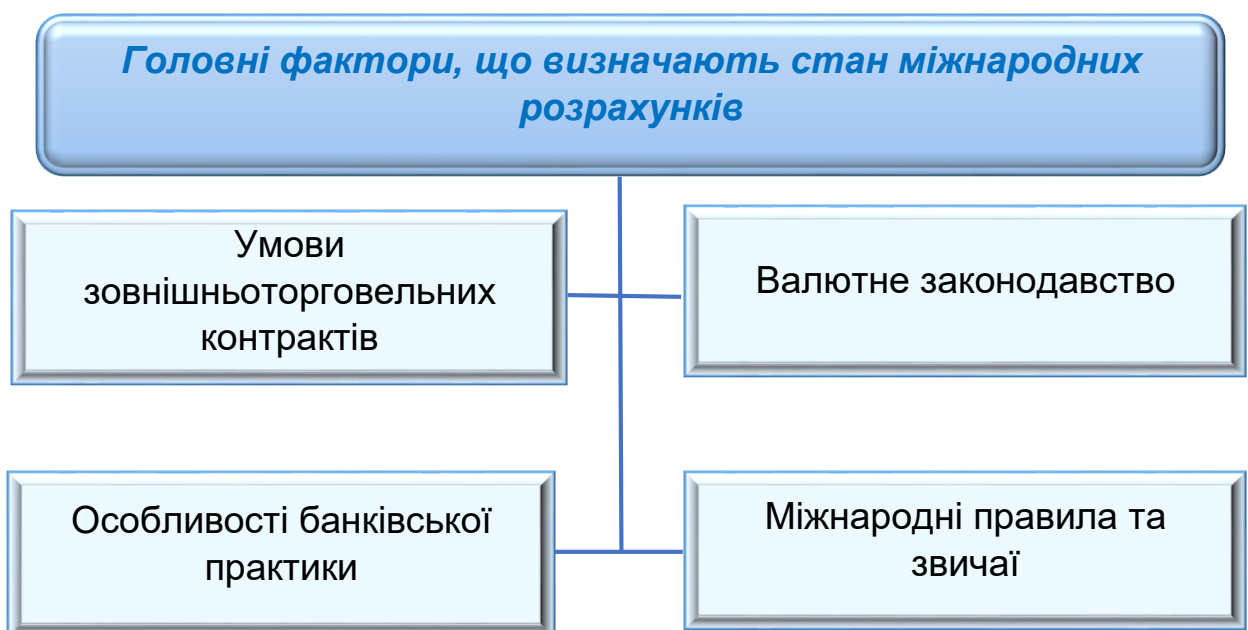 Головні фактори, що визначають стан міжнародних
розрахунків
Умови
зовнішньоторговельних
контрактів
Валютне законодавство
Особливості банківської
практики
Міжнародні правила та
звичаї